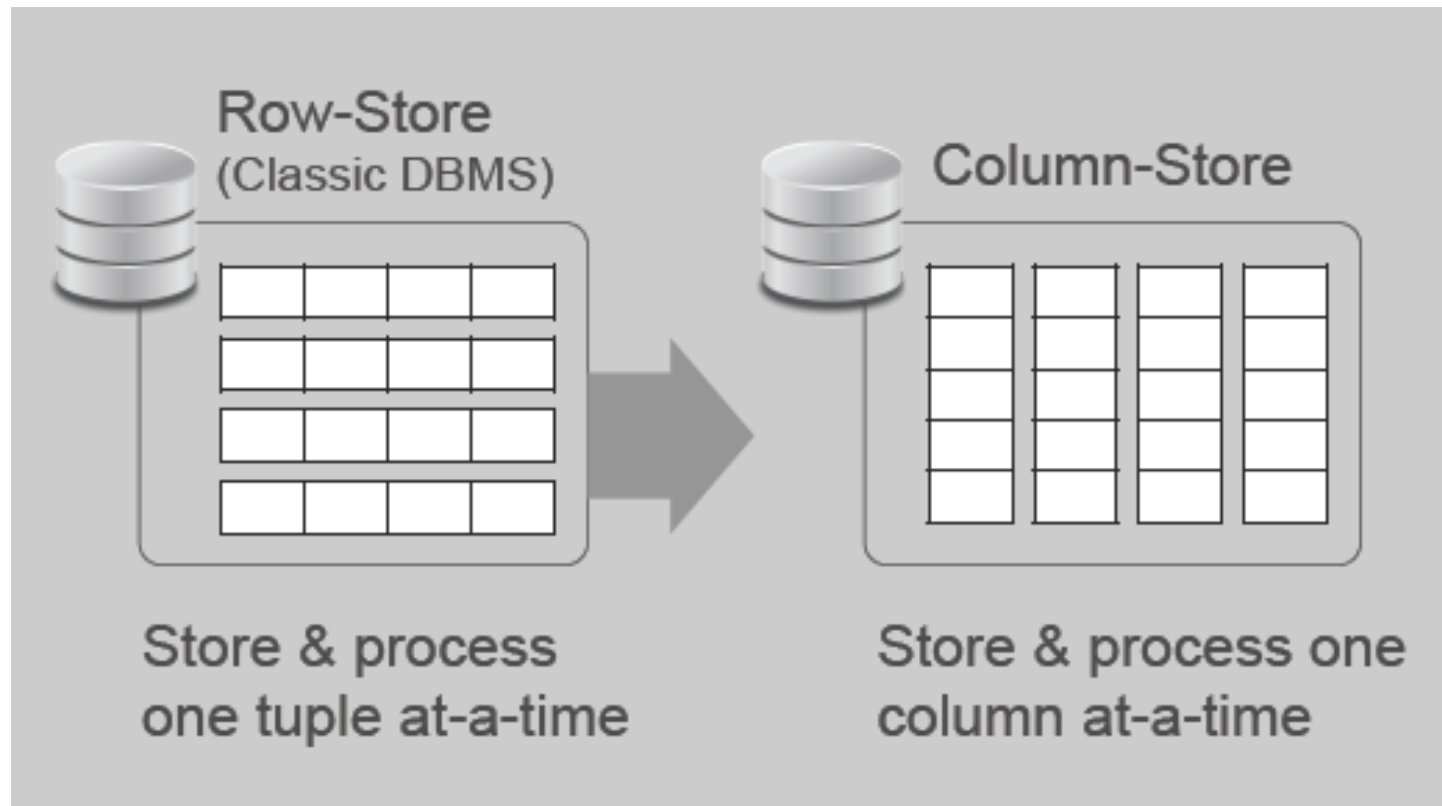 Row-Store
(Classic DBMS)
Store & process
one tuple at-a-time
Column-Store
Store & process one
column at-a-time